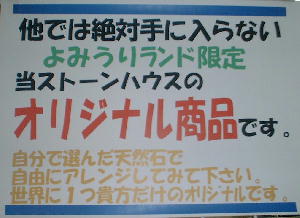 他では絶対手に入らない
よみうりランド限定
当ストーンハウスの
オリジナル商品です。
自分で選んだ天然石で
自由にアレンジしてみて下さい。
世界に1つ貴方だけのオリジナルです。